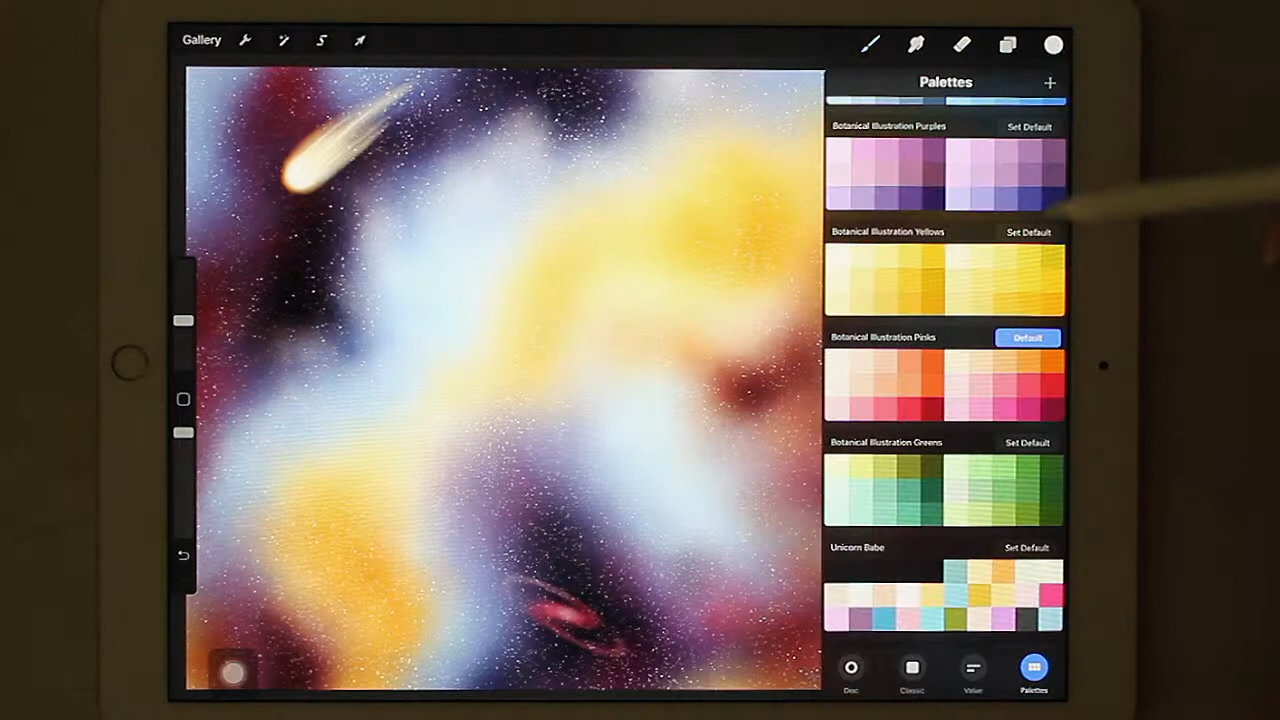 Gallery
Palettes
Botanical Illustration Purples
Set Default
Botanical Illustration Yellows
Set Default
Botanical Illustration Pinks
Default
Botanical Illustration Greens
Set Default
Unicorn Babe
Set Default
Disc
Classic
Value
Palettes